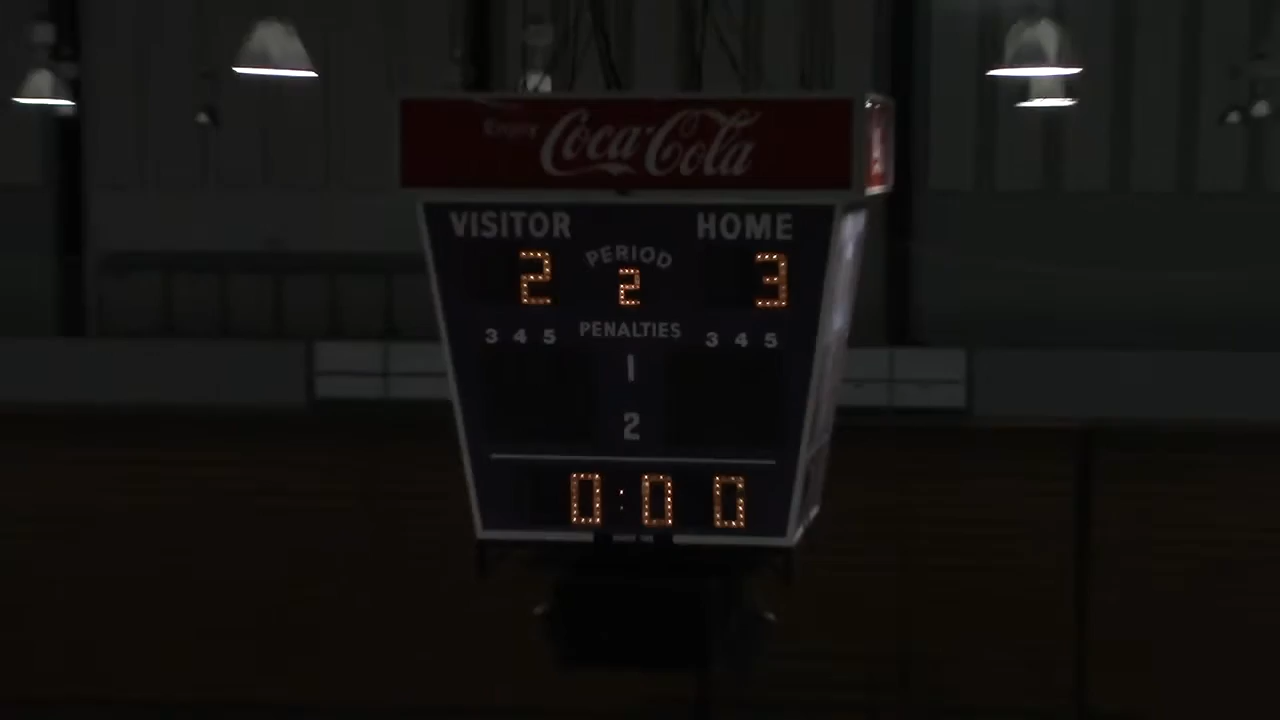 Enjoy Coca-Cola
VISITOR HOME
PERIOD
2 2 3
3 4 5 PENALTIES 3 4 5
1
2
0:00